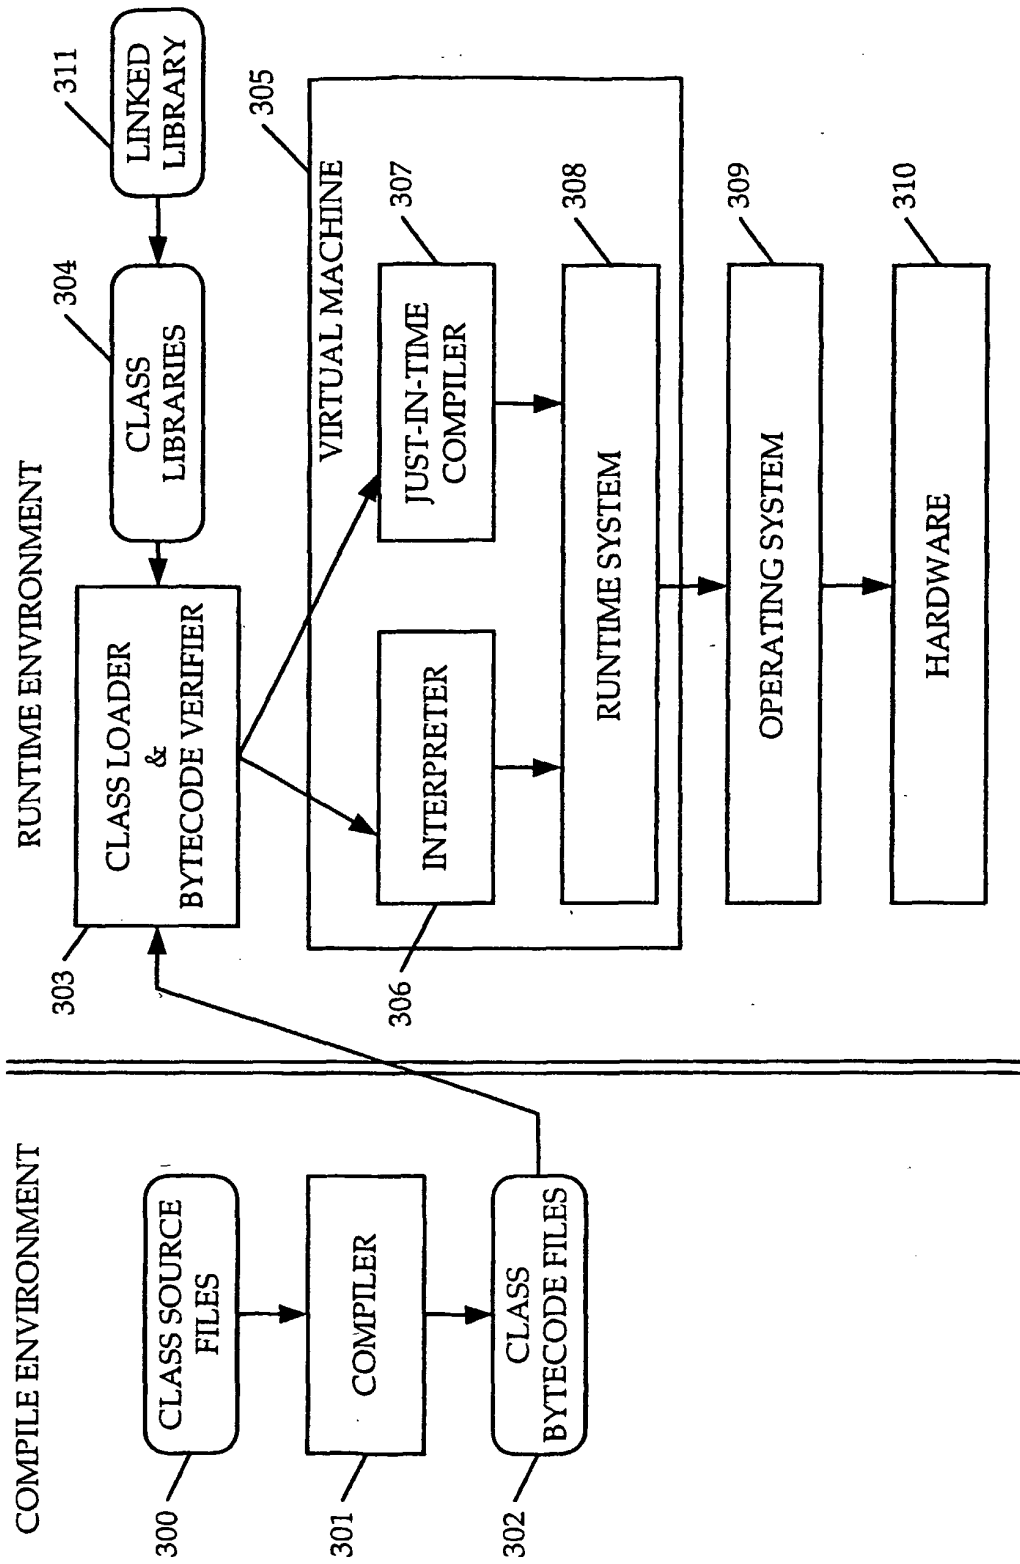 COMPILE ENVIRONMENT
300
CLASS SOURCE
FILES
301
COMPILER
302
CLASS
BYTECODE FILES
RUNTIME ENVIRONMENT
303
CLASS LOADER
&
BYTECODE VERIFIER
304
CLASS
LIBRARIES
311
LINKED
LIBRARY
305
VIRTUAL MACHINE
306
INTERPRETER
307
JUST-IN-TIME
COMPILER
308
RUNTIME SYSTEM
309
OPERATING SYSTEM
310
HARDWARE